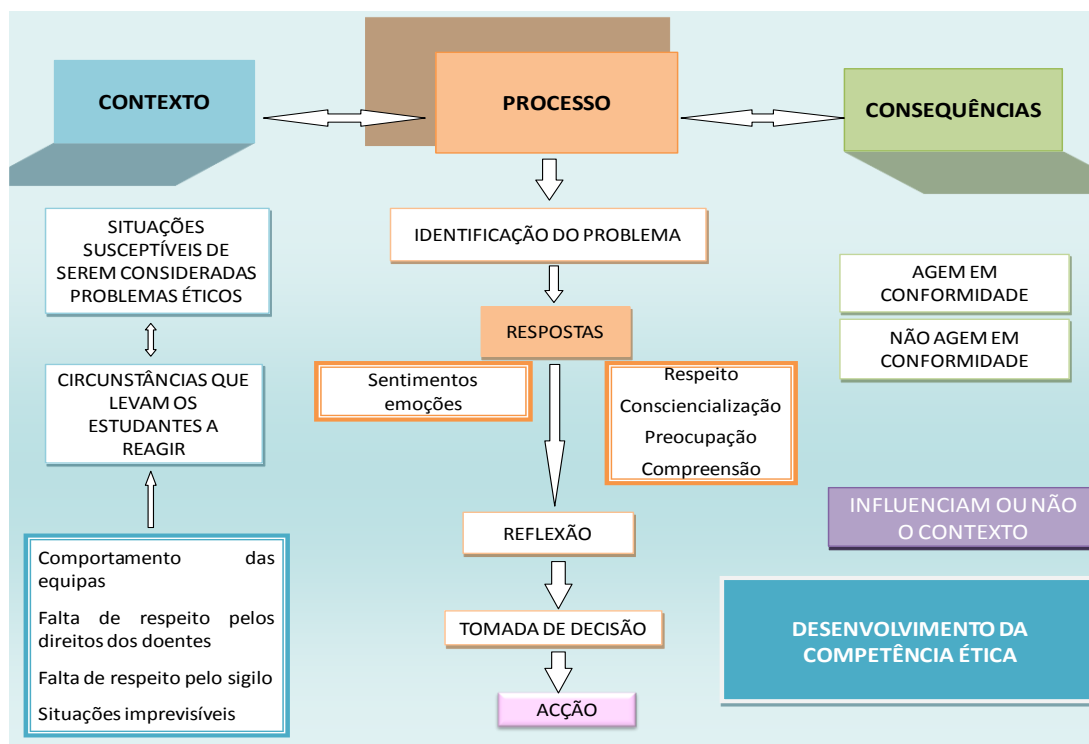 CONTEXTO
PROCESSO
CONSEQUÊNCIAS
SITUAÇÕES
SUSCEPTÍVEIS DE
SEREM CONSIDERADAS
PROBLEMAS ÉTICOS
CIRCUNSTÂNCIAS QUE
LEVAM OS
ESTUDANTES A
REAGIR
Comportamento das
equipas
Falta de respeito pelos
direitos dos doentes
Falta de respeito pelo sigilo
Situações imprevisíveis
IDENTIFICAÇÃO DO PROBLEMA
RESPOSTAS
Sentimentos
emoções
Respeito
Consciencialização
Preocupação
Compreensão
REFLEXÃO
TOMADA DE DECISÃO
ACÇÃO
AGEM EM
CONFORMIDADE
NÃO AGEM EM
CONFORMIDADE
INFLUENCIAM OU NÃO
O CONTEXTO
DESENVOLVIMENTO DA
COMPETÊNCIA ÉTICA